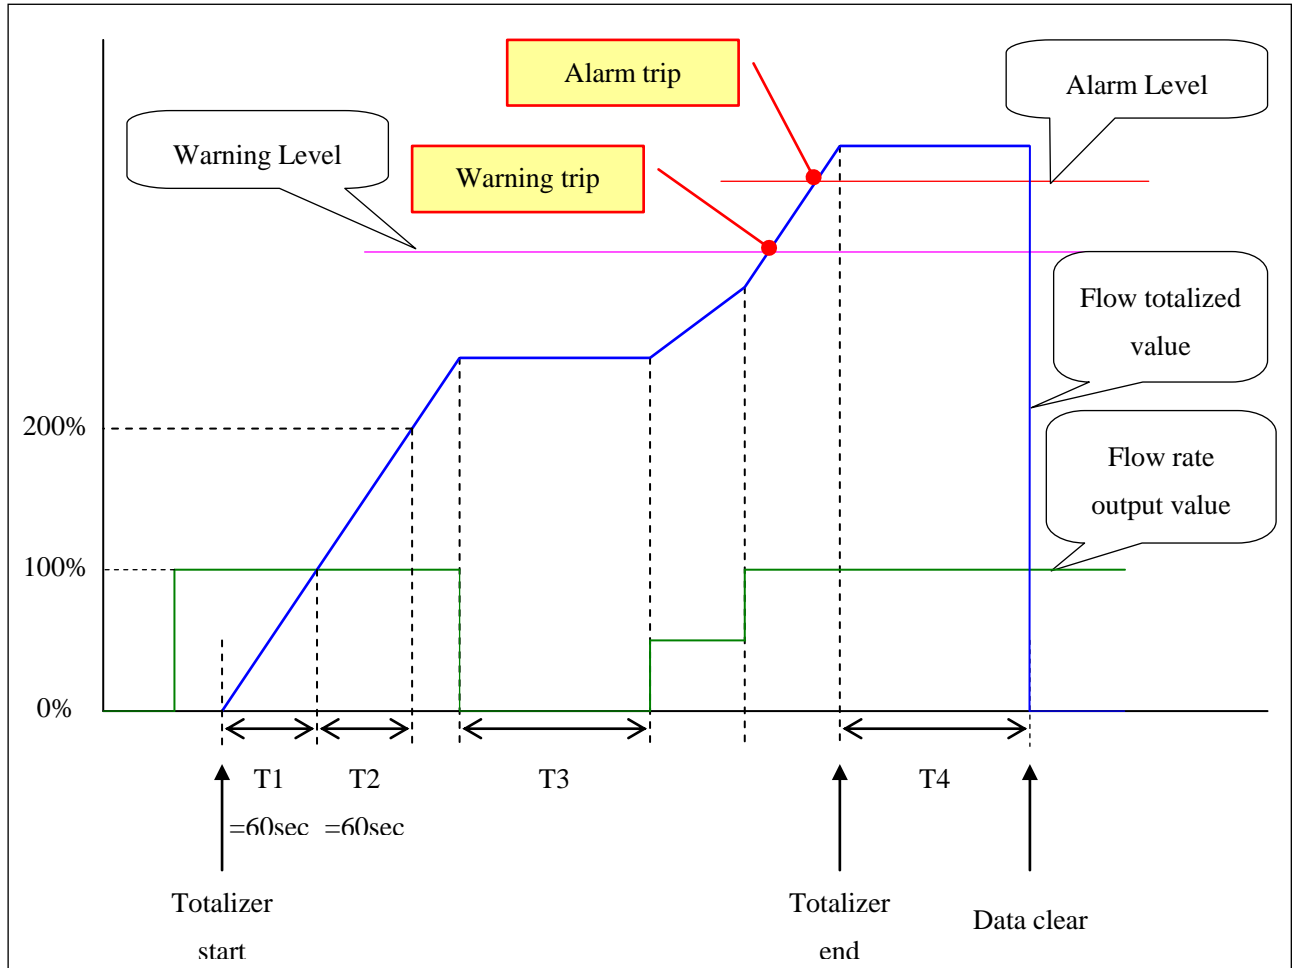 Alarm trip
Alarm Level
Warning Level
Warning trip
Flow totalized
value
200%
Flow rate
output value
100%
0%
T1
T2
T3
T4
=60sec
=60sec
Totalizer
start
Totalizer
end
Data clear